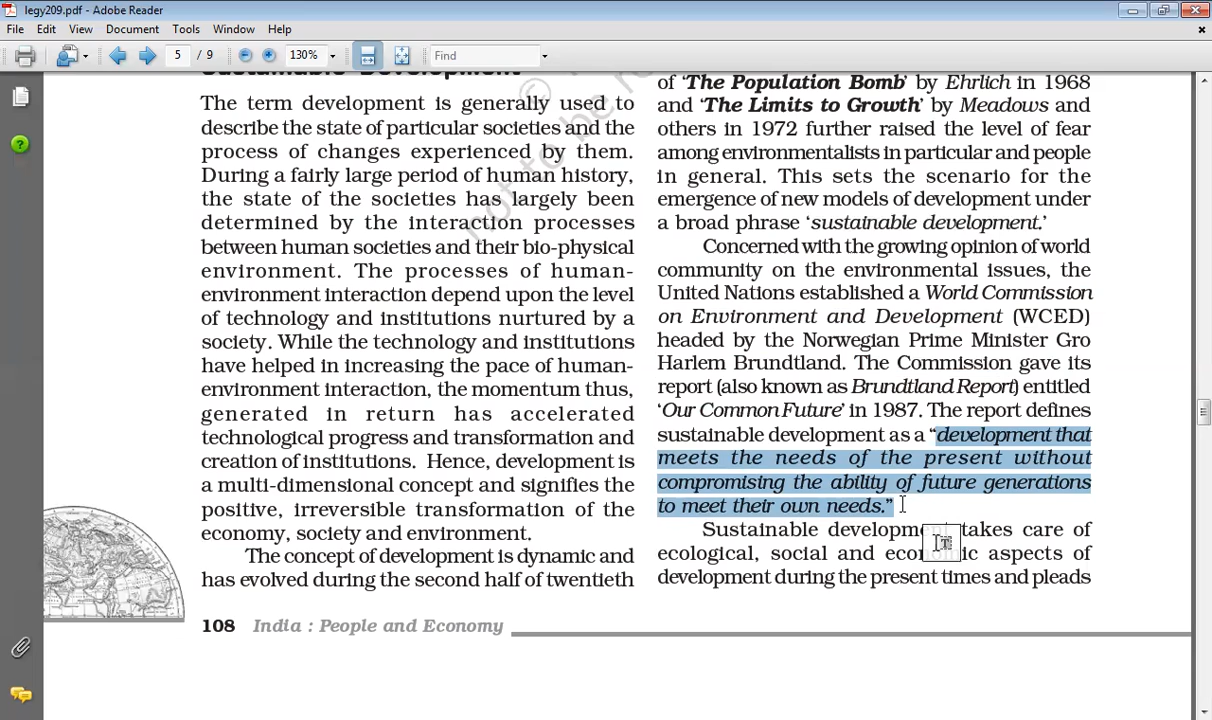 legy209.pdf - Adobe Reader
File Edit View Document Tools Window Help
5 / 9 130% Find
Sustainable Development
The term development is generally used to
describe the state of particular societies and the
process of changes experienced by them.
During a fairly large period of human history,
the state of the societies has largely been
determined by the interaction processes
between human societies and their bio-physical
environment. The processes of human-
environment interaction depend upon the level
of technology and institutions nurtured by a
society. While the technology and institutions
have helped in increasing the pace of human-
environment interaction, the momentum thus,
generated in return has accelerated
technological progress and transformation and
creation of institutions. Hence, development is
a multi-dimensional concept and signifies the
positive, irreversible transformation of the
economy, society and environment.
The concept of development is dynamic and
has evolved during the second half of twentieth
of ‘The Population Bomb’ by Ehrlich in 1968
and ‘The Limits to Growth’ by Meadows and
others in 1972 further raised the level of fear
among environmentalists in particular and people
in general. This sets the scenario for the
emergence of new models of development under
a broad phrase ‘sustainable development.’
Concerned with the growing opinion of world
community on the environmental issues, the
United Nations established a World Commission
on Environment and Development (WCED)
headed by the Norwegian Prime Minister Gro
Harlem Brundtland. The Commission gave its
report (also known as Brundtland Report) entitled
‘Our Common Future’ in 1987. The report defines
sustainable development as a “development that
meets the needs of the present without
compromising the ability of future generations
to meet their own needs.”
Sustainable development takes care of
ecological, social and economic aspects of
development during the present times and pleads
108 India : People and Economy
©
not to be re